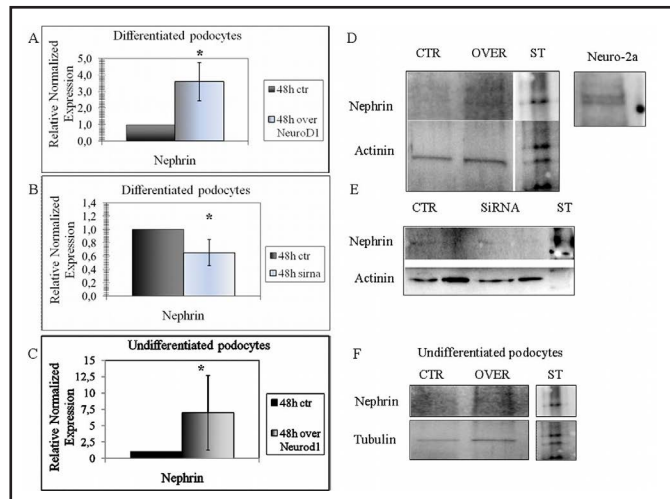 A
Differentiated podocytes
Relative Normalized
Expression
5,0
4,0
3,0
2,0
1,0
0,0
*
48h ctr
48h over
NeuroD1
Nephrin
B
Differentiated podocytes
Relative Normalized
Expression
1,4
1,2
1,0
0,8
0,6
0,4
0,2
0,0
*
48h ctr
48h sirna
Nephrin
C
Undifferentiated podocytes
Relative Normalized
Expression
15
12,5
10
7,5
5
2,5
0
*
48h ctr
48h over
Neurod1
Nephrin
D
CTR OVER ST
Neuro-2a
Nephrin
Actinin
E
CTR SiRNA ST
Nephrin
Actinin
F
Undifferentiated podocytes
CTR OVER ST
Nephrin
Tubulin